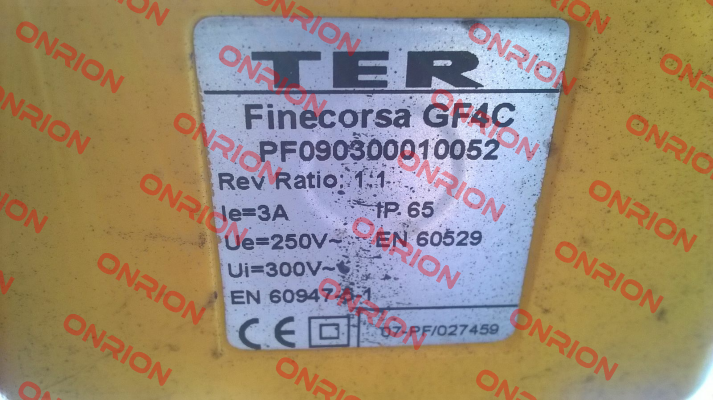 TER
Finecorsa GF4C
PF090300010052
Rev Ratio: 1:1
Ie=3A IP 65
Ue=250V~ EN 60529
Ui=300V~
EN 60947-5-1
CE 07-PF/027459
ONRION